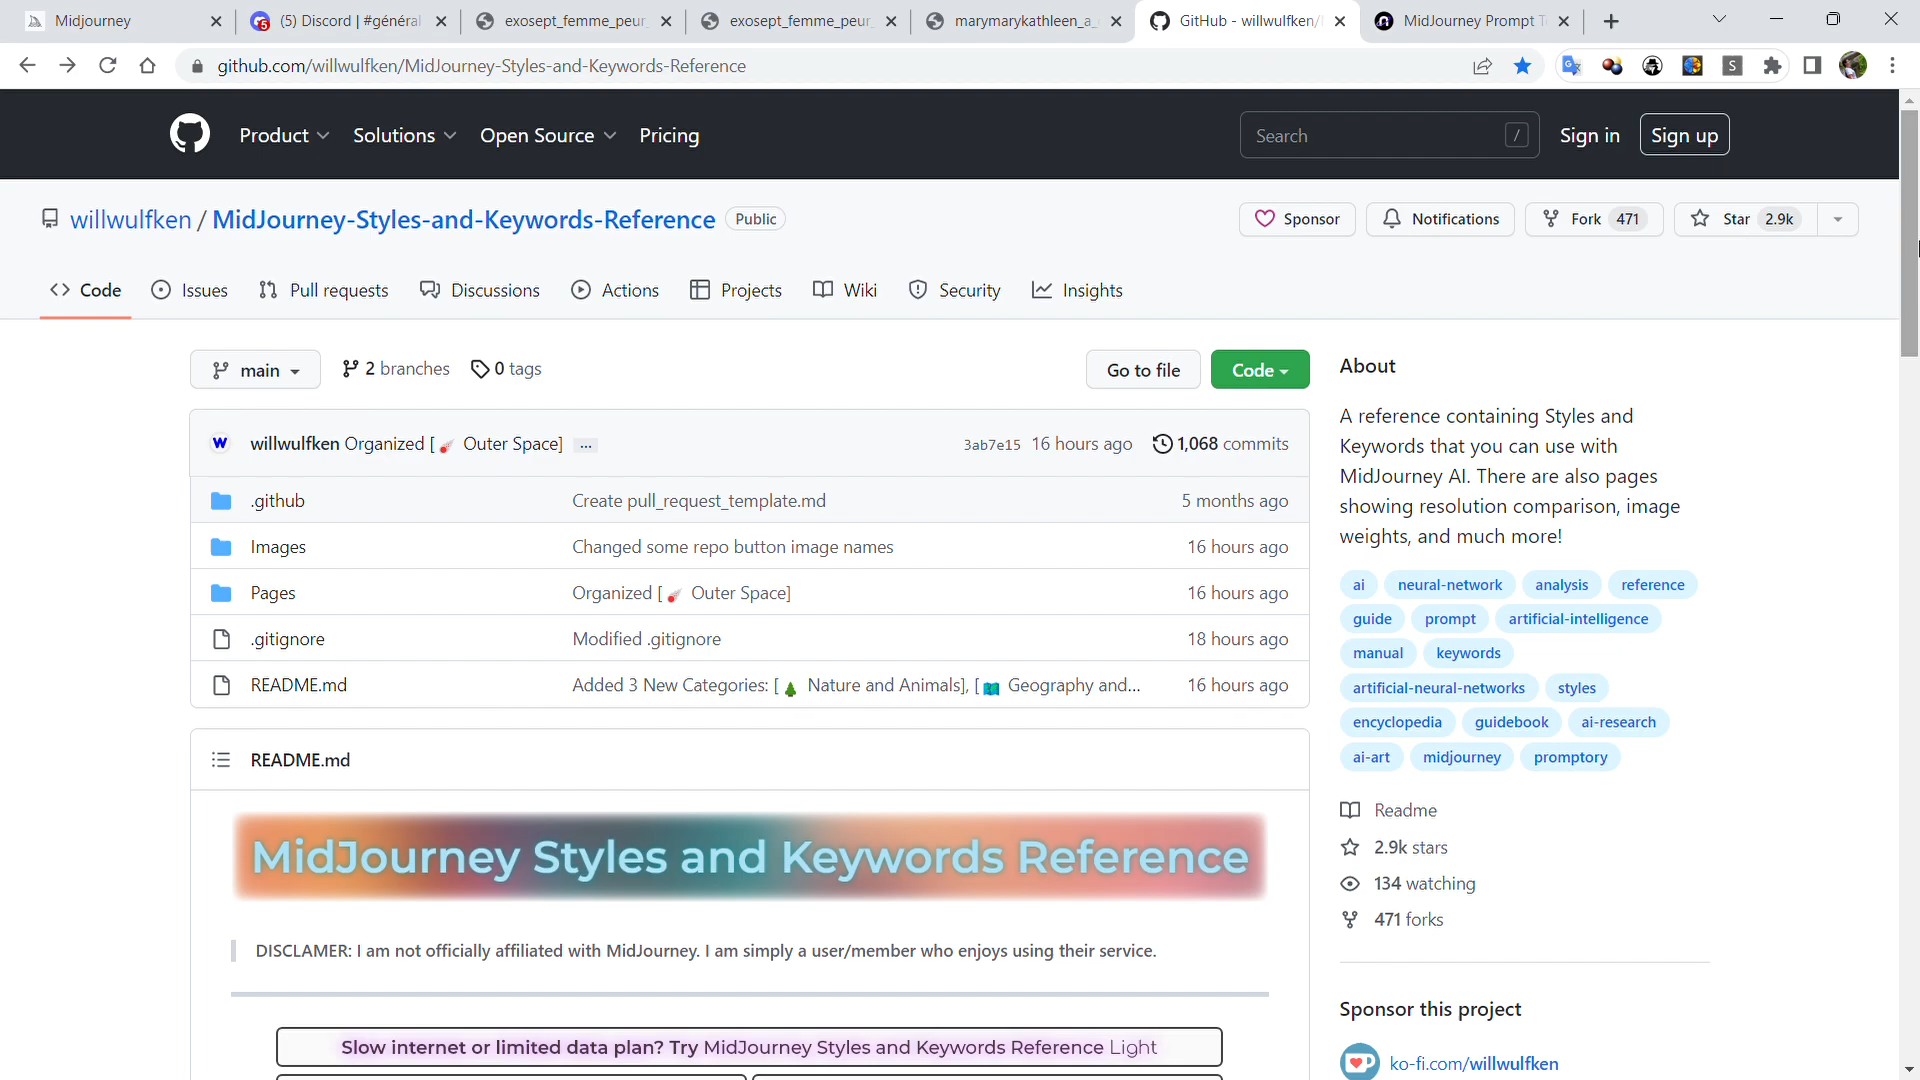 Midjourney
(5) Discord | #général
exosept_femme_peur
exosept_femme_peur
marymarykathleen_a_
GitHub - willwulfken/
MidJourney Prompt T
github.com/willwulfken/MidJourney-Styles-and-Keywords-Reference
S
Product
Solutions
Open Source
Pricing
Search
/
Sign in
Sign up
willwulfken / MidJourney-Styles-and-Keywords-Reference
Public
Sponsor
Notifications
Fork 471
Star 2.9k
Code
Issues
Pull requests
Discussions
Actions
Projects
Wiki
Security
Insights
main
2 branches
0 tags
Go to file
Code
W
willwulfken Organized [ Outer Space] ...
3ab7e15 16 hours ago
1,068 commits
.github
Create pull_request_template.md
5 months ago
Images
Changed some repo button image names
16 hours ago
Pages
Organized [ Outer Space]
16 hours ago
.gitignore
Modified .gitignore
18 hours ago
README.md
Added 3 New Categories: [ Nature and Animals], [ Geography and...
16 hours ago
README.md
MidJourney Styles and Keywords Reference
DISCLAMER: I am not officially affiliated with MidJourney. I am simply a user/member who enjoys using their service.
Slow internet or limited data plan? Try MidJourney Styles and Keywords Reference Light
About
A reference containing Styles and
Keywords that you can use with
MidJourney AI. There are also pages
showing resolution comparison, image
weights, and much more!
ai neural-network analysis reference
guide prompt artificial-intelligence
manual keywords
artificial-neural-networks styles
encyclopedia guidebook ai-research
ai-art midjourney promptory
Readme
2.9k stars
134 watching
471 forks
Sponsor this project
ko-fi.com/willwulfken